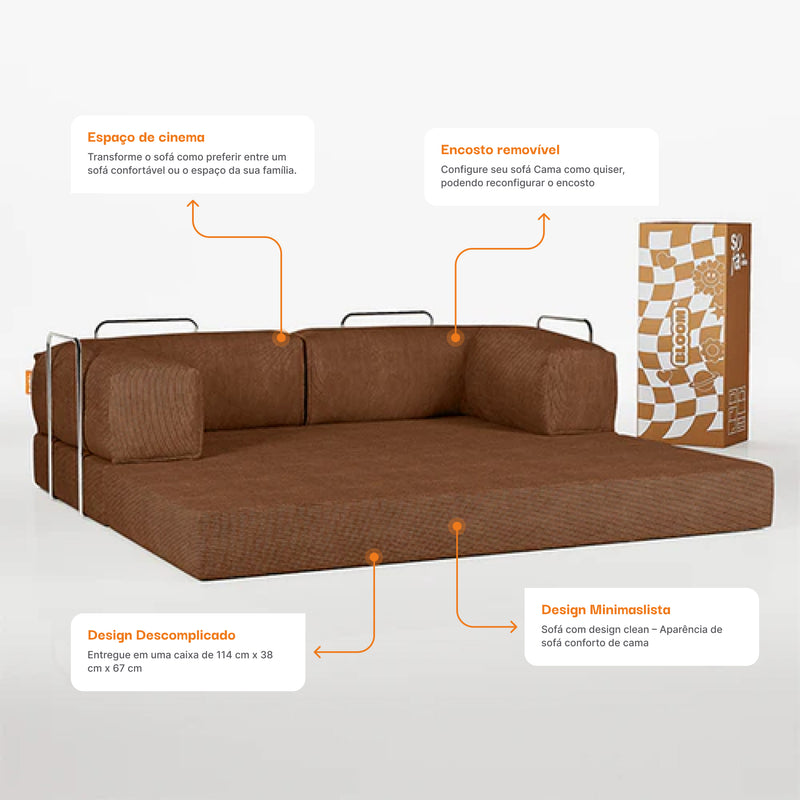 Espaço de cinema
Transforme o sofá como preferir entre um
sofá confortável ou o espaço da sua família.
Encosto removível
Configure seu sofá Cama como quiser,
podendo reconfigurar o encosto
BLOOM
Design Descomplicado
Entregue em uma caixa de 114 cm x 38
cm x 67 cm
Design Minimaslista
Sofá com design clean – Aparência de
sofá conforto de cama